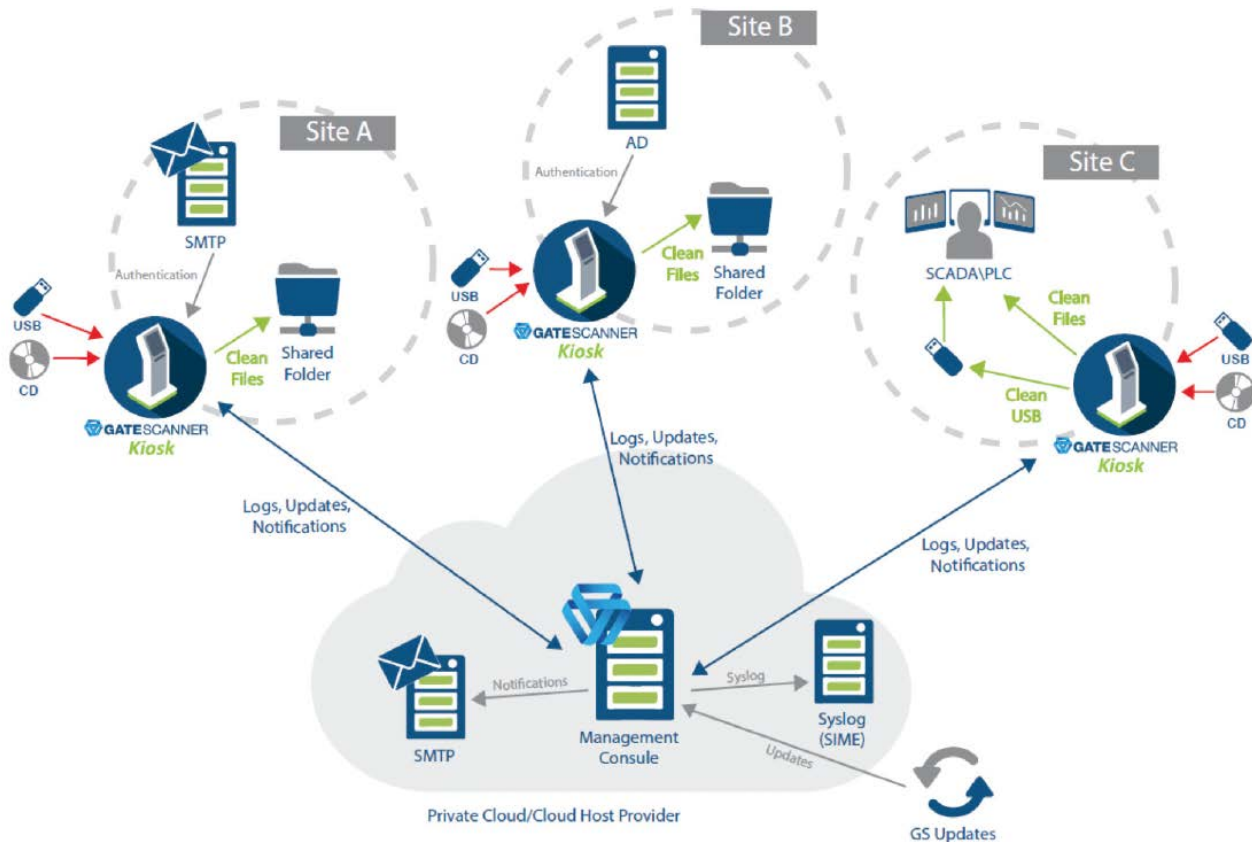 Site B
Site A
AD
Authentication
Site C
SMTP
Authentication
USB
CD
Clean
Files
Shared
Folder
GATESCANNER
Kiosk
SCADA\PLC
USB
CD
Clean
Files
Shared
Folder
GATESCANNER
Kiosk
Clean
Files
Clean
USB
USB
CD
GATESCANNER
Kiosk
Logs, Updates,
Notifications
Logs, Updates,
Notifications
Logs, Updates,
Notifications
Notifications
SMTP
Management
Consule
Syslog
Syslog
(SIME)
Updates
Private Cloud/Cloud Host Provider
GS Updates